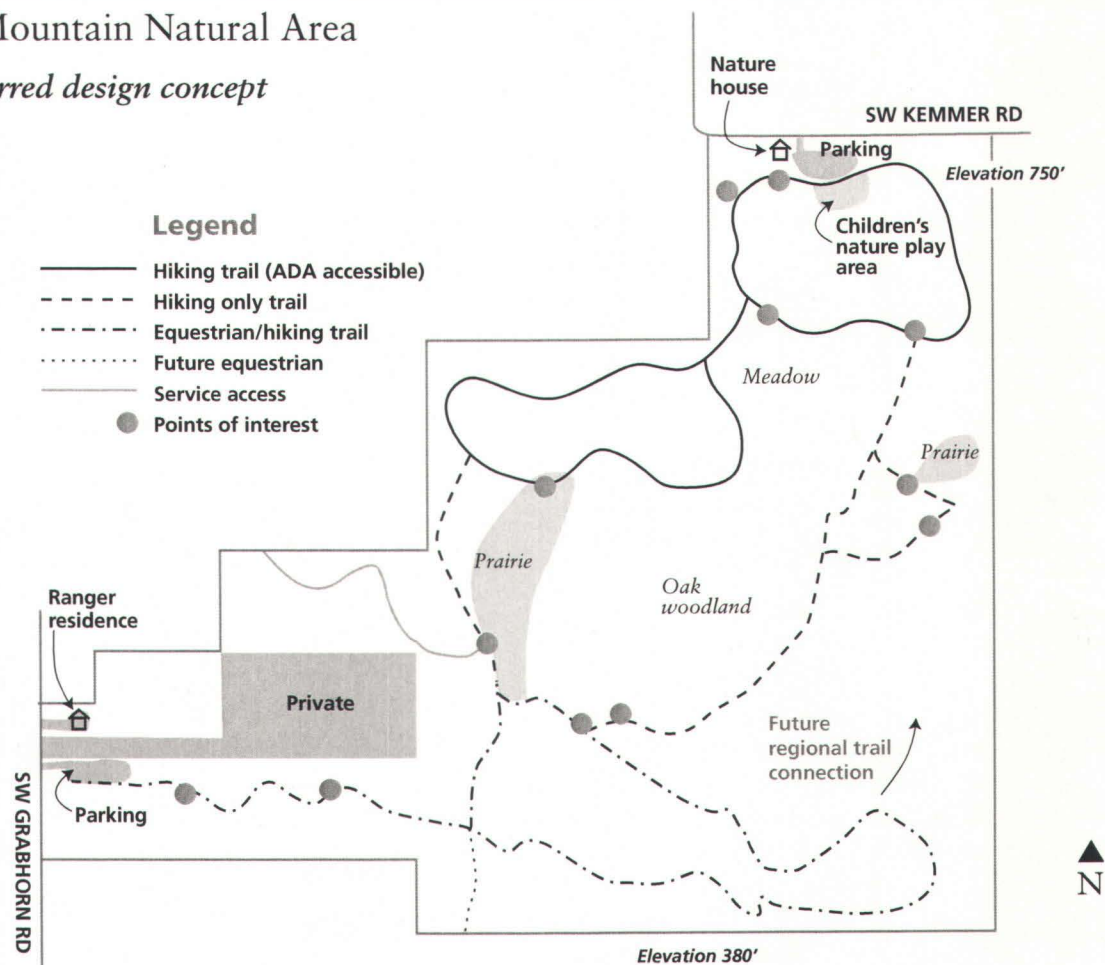 Mountain Natural Area
rred design concept
Legend
Hiking trail (ADA accessible)
Hiking only trail
Equestrian/hiking trail
Future equestrian
Service access
Points of interest
Nature
house
SW KEMMER RD
Parking
Elevation 750'
Children's
nature play
area
Meadow
Prairie
Prairie
Oak
woodland
Ranger
residence
Private
Future
regional trail
connection
Parking
SW GRABHORN RD
N
Elevation 380'